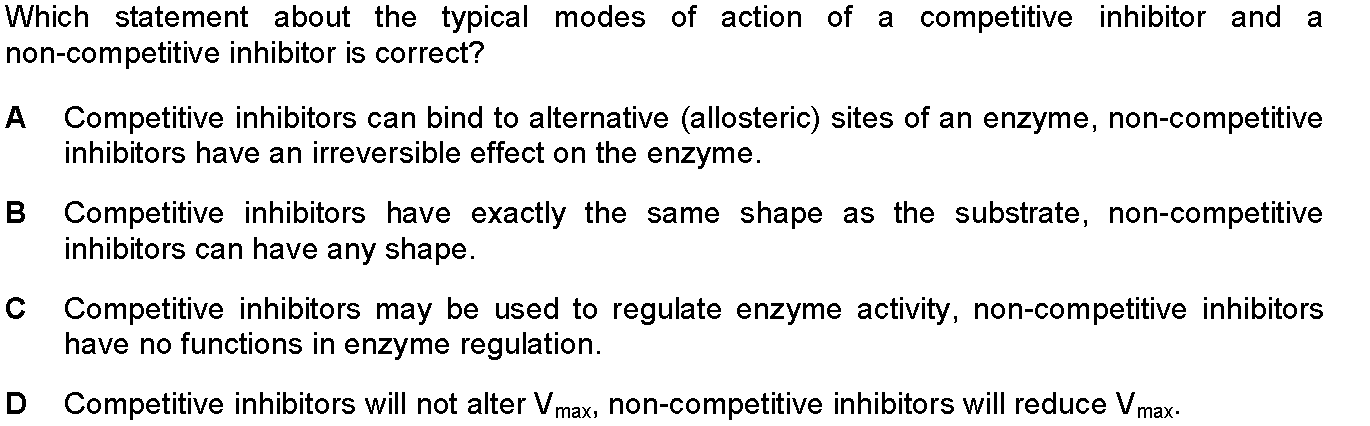 Which statement about the typical modes of action of a competitive inhibitor and a
non-competitive inhibitor is correct?
A Competitive inhibitors can bind to alternative (allosteric) sites of an enzyme, non-competitive
inhibitors have an irreversible effect on the enzyme.
B Competitive inhibitors have exactly the same shape as the substrate, non-competitive
inhibitors can have any shape.
C Competitive inhibitors may be used to regulate enzyme activity, non-competitive inhibitors
have no functions in enzyme regulation.
D Competitive inhibitors will not alter Vmax, non-competitive inhibitors will reduce Vmax.